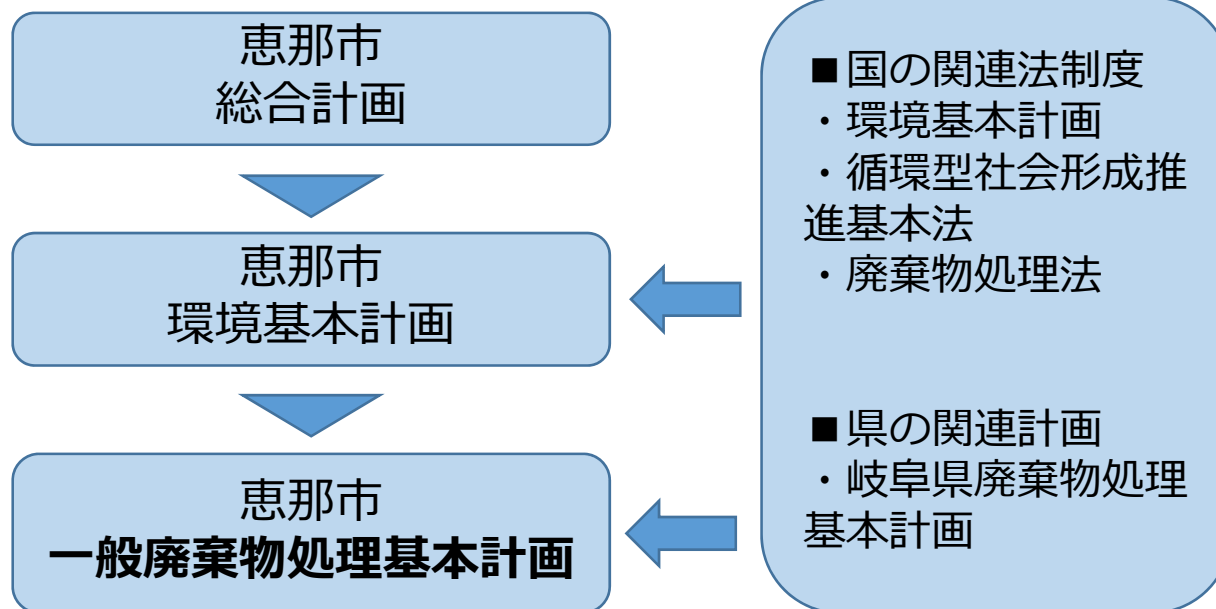 恵那市
総合計画
恵那市
環境基本計画
恵那市
一般廃棄物処理基本計画
■国の関連法制度
・環境基本計画
・循環型社会形成推
進基本法
・廃棄物処理法
■県の関連計画
・岐阜県廃棄物処理
基本計画